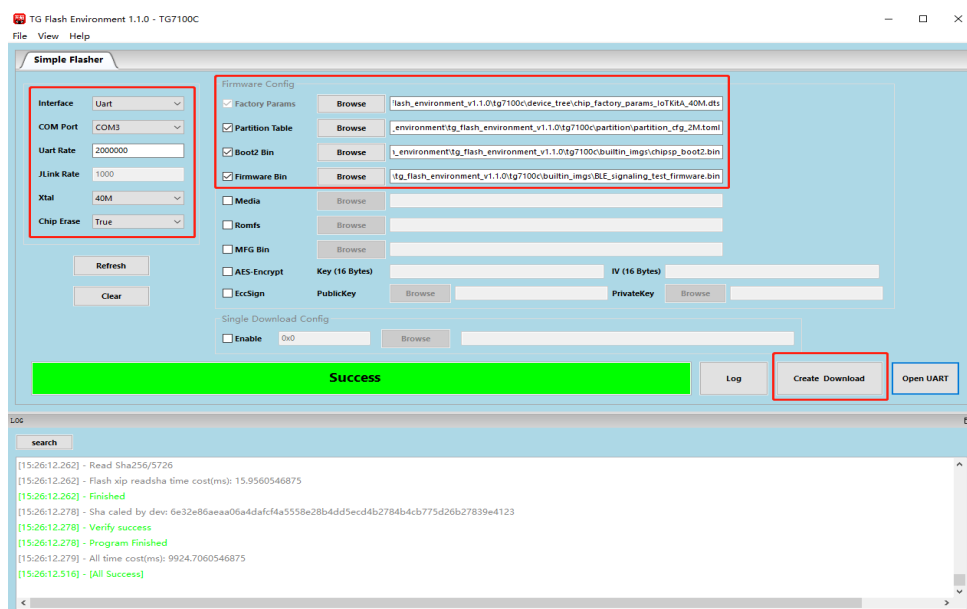 TG Flash Environment 1.1.0 - TG7100C
File View Help
Simple Flasher
Interface Uart
COM Port COM3
Uart Rate 2000000
JLink Rate 1000
Xtal 40M
Chip Erase True
Refresh
Clear
Firmware Config
Factory Params Browse lash_environment_v1.1.0\tg7100c\device_tree\chip_factory_params_IoTKitA_40M.dts
Partition Table Browse _environment\tg_flash_environment_v1.1.0\tg7100c\partition\partition_cfg_2M.toml
Boot2 Bin Browse _environment\tg_flash_environment_v1.1.0\tg7100c\builtin_imgs\chipsp_boot2.bin
Firmware Bin Browse \tg_flash_environment_v1.1.0\tg7100c\builtin_imgs\BLE_signaling_test_firmware.bin
Media Browse
Romfs Browse
MFG Bin Browse
AES-Encrypt Key (16 Bytes) IV (16 Bytes)
EccSign PublicKey Browse PrivateKey Browse
Single Download Config
Enable 0x0 Browse
Success Log Create Download Open UART
Log
search
[15:26:12.262] - Read Sha256/5726
[15:26:12.262] - Flash xip readsha time cost(ms): 15.9560546875
[15:26:12.262] - Finished
[15:26:12.278] - Sha caled by dev: 6e32e86aeaa06a4dafcf4a5558e28b4dd5ecd4b2784b4cb775d26b27839e4123
[15:26:12.278] - Verify success
[15:26:12.278] - Program Finished
[15:26:12.279] - All time cost(ms): 9924.7060546875
[15:26:12.516] - [All Success]